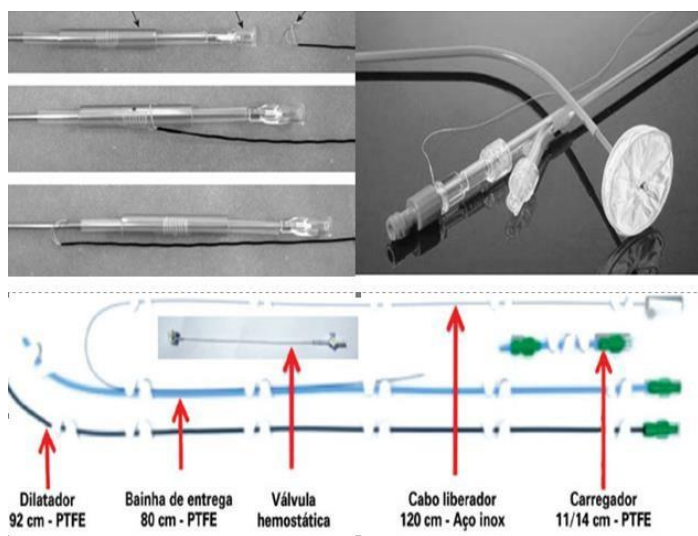 Dilatador
92 cm - PTFE
Bainha de entrega
80 cm - PTFE
Válvula
hemostática
Cabo liberador
120 cm - Aço inox
Carregador
11/14 cm - PTFE